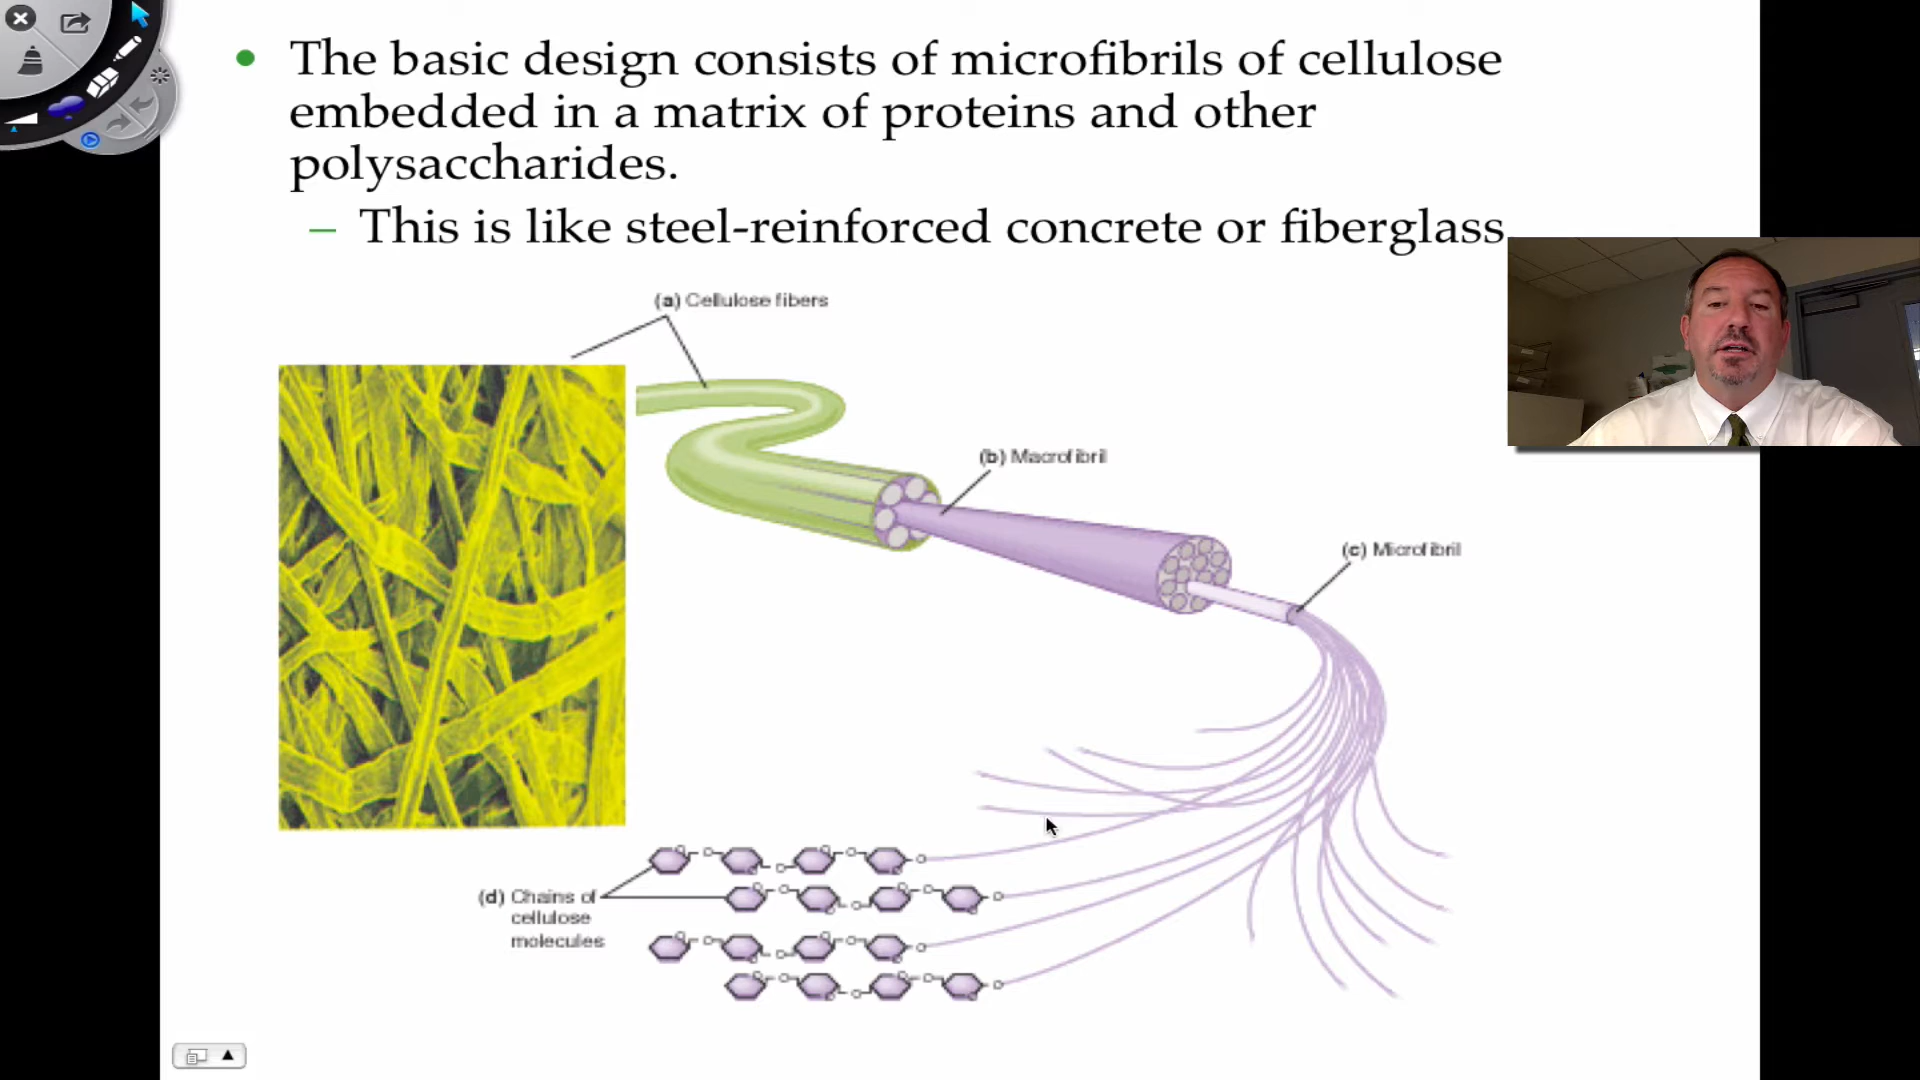 The basic design consists of microfibrils of cellulose
embedded in a matrix of proteins and other
polysaccharides.
– This is like steel-reinforced concrete or fiberglass
(a) Cellulose fibers
(b) Macrofibril
(c) Microfibril
(d) Chains of
cellulose
molecules